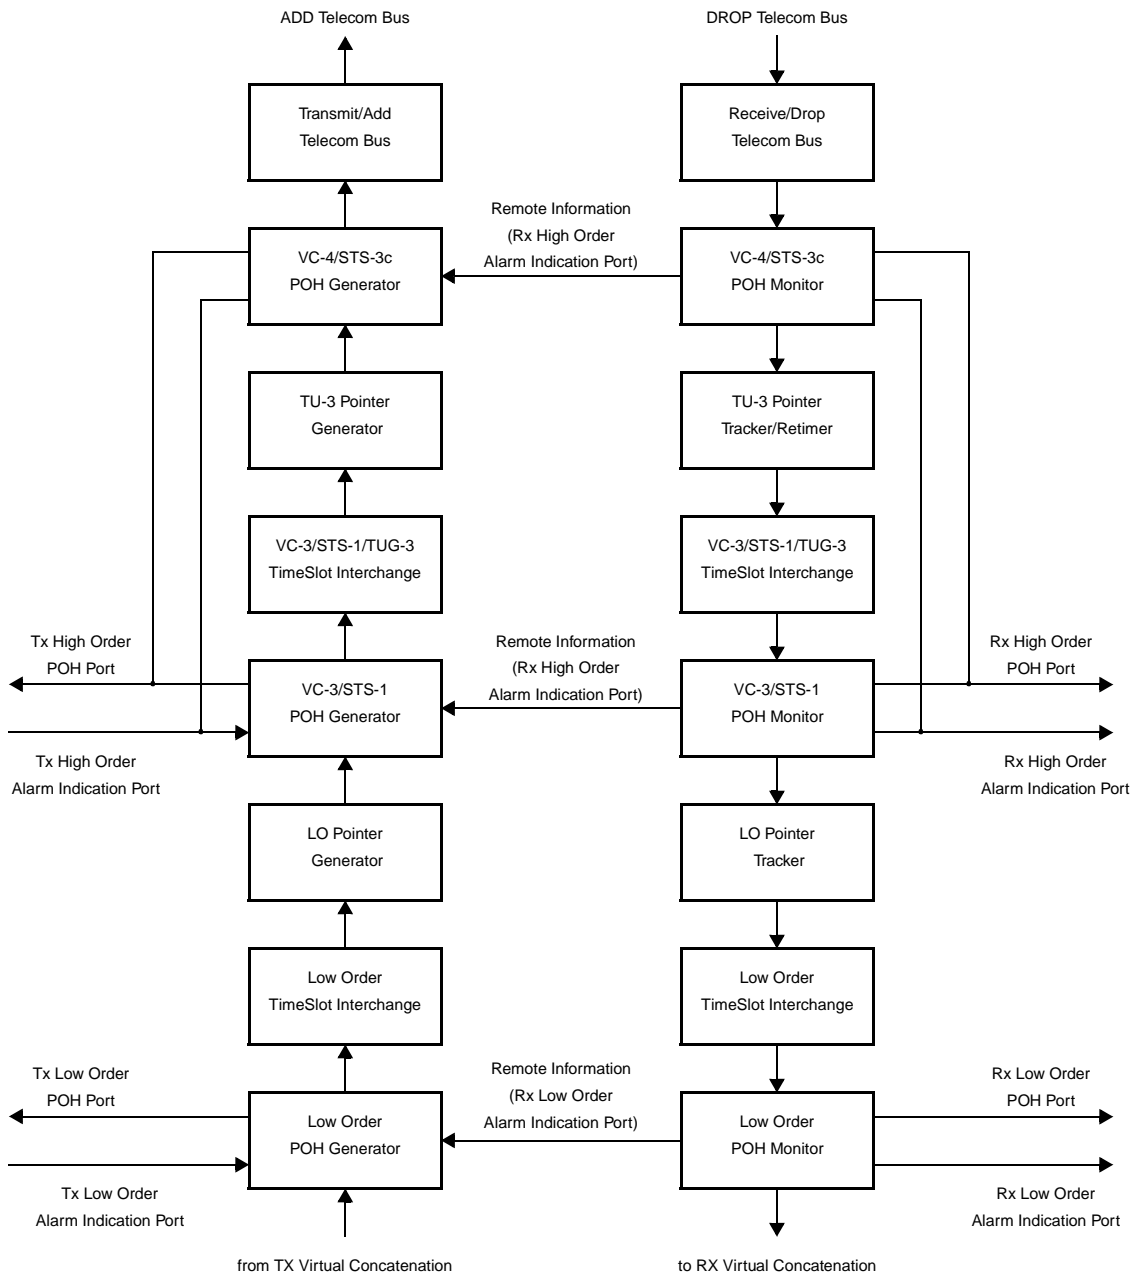 ADD Telecom Bus
DROP Telecom Bus
Transmit/Add
Telecom Bus
Receive/Drop
Telecom Bus
Remote Information
(Rx High Order
Alarm Indication Port)
VC-4/STS-3c
POH Generator
VC-4/STS-3c
POH Monitor
TU-3 Pointer
Generator
TU-3 Pointer
Tracker/Retimer
VC-3/STS-1/TUG-3
TimeSlot Interchange
VC-3/STS-1/TUG-3
TimeSlot Interchange
Tx High Order
POH Port
Remote Information
(Rx High Order
Alarm Indication Port)
Rx High Order
POH Port
VC-3/STS-1
POH Generator
VC-3/STS-1
POH Monitor
Tx High Order
Alarm Indication Port
Rx High Order
Alarm Indication Port
LO Pointer
Generator
LO Pointer
Tracker
Low Order
TimeSlot Interchange
Low Order
TimeSlot Interchange
Tx Low Order
POH Port
Remote Information
(Rx Low Order
Alarm Indication Port)
Rx Low Order
POH Port
Low Order
POH Generator
Low Order
POH Monitor
Tx Low Order
Alarm Indication Port
Rx Low Order
Alarm Indication Port
from TX Virtual Concatenation
to RX Virtual Concatenation